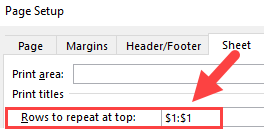 Page Setup
Page Margins Header/Footer Sheet
Print area:
Print titles
Rows to repeat at top: $1:$1